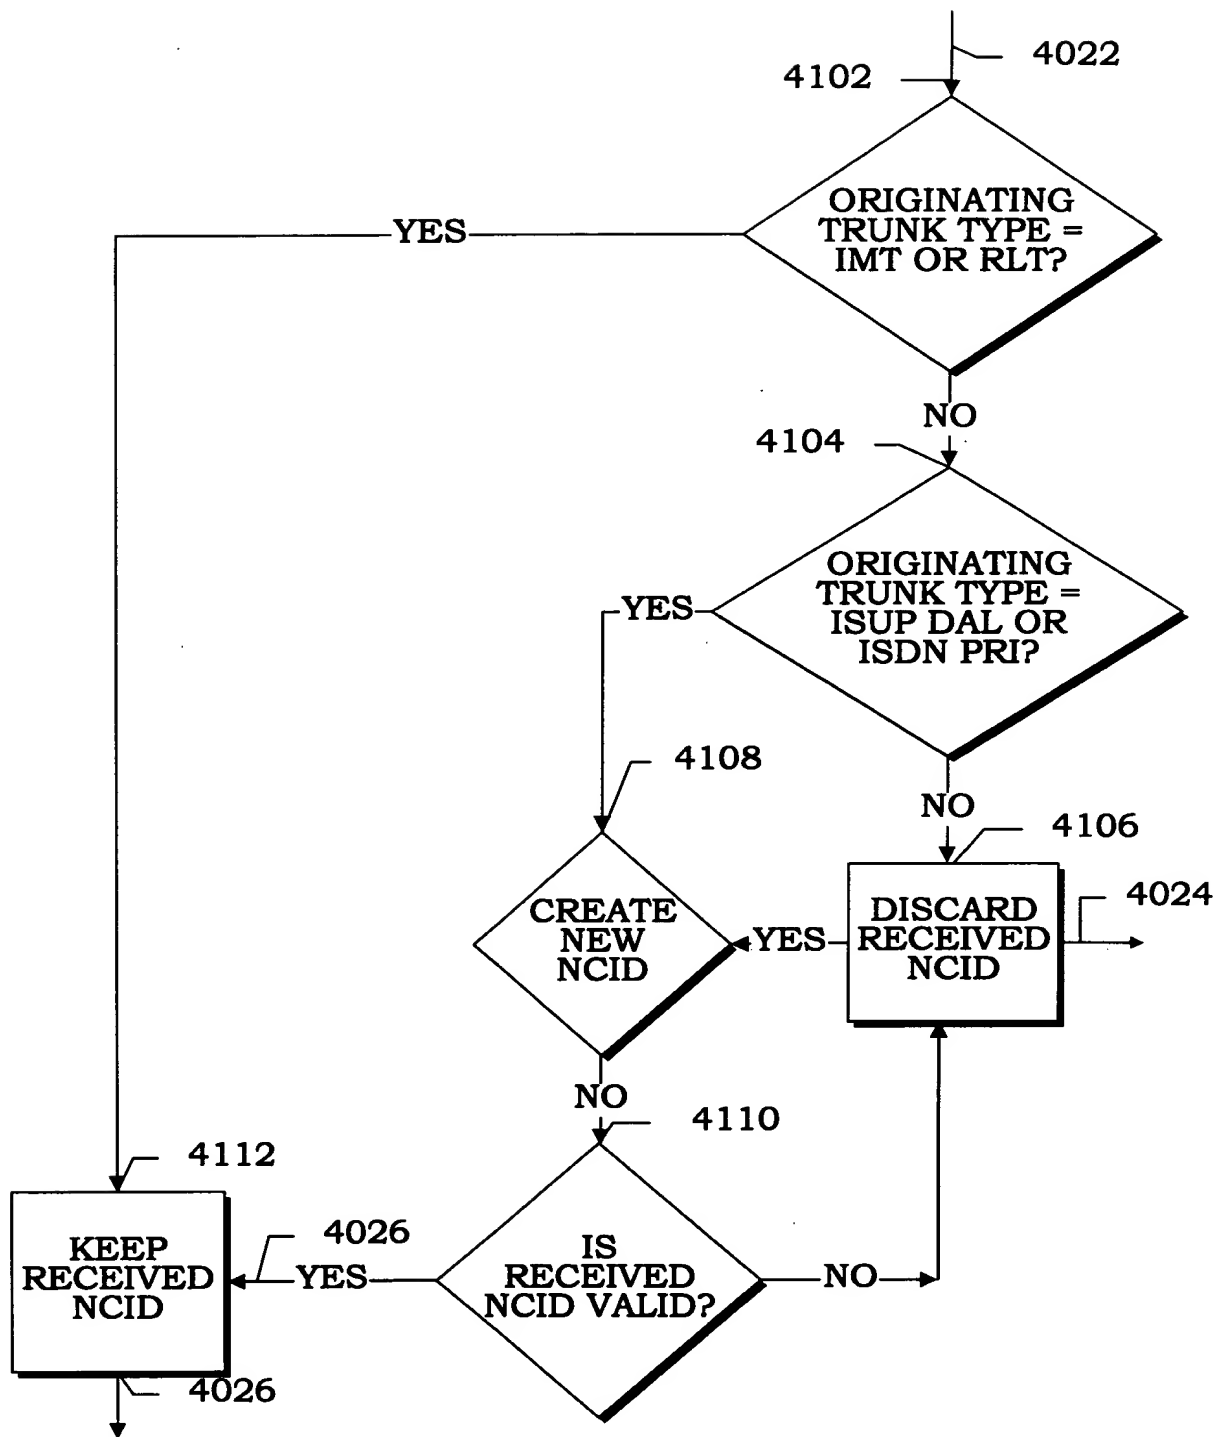 4022
4102
ORIGINATING
TRUNK TYPE =
IMT OR RLT?
YES
NO
4104
ORIGINATING
TRUNK TYPE =
ISUP DAL OR
ISDN PRI?
YES
4108
NO
4106
CREATE
NEW
NCID
YES
DISCARD
RECEIVED
NCID
4024
NO
4110
4112
KEEP
RECEIVED
NCID
4026
YES
IS
RECEIVED
NCID VALID?
NO
4026